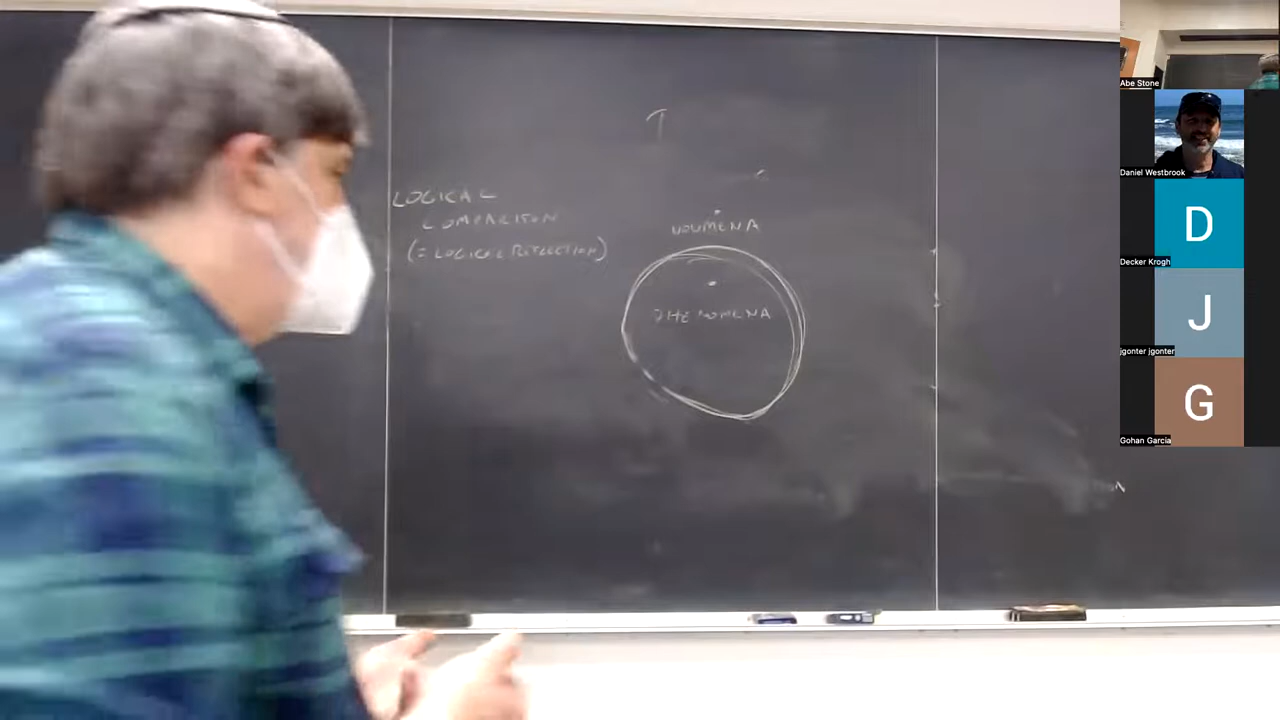 LOGICAL
COMPARISON
(= LOGICAL REFLECTION)
NOUMENA
PHENOMENA
Abe Stone
Daniel Westbrook
D
Decker Krogh
J
jgonter jgonter
G
Gohan Garcia